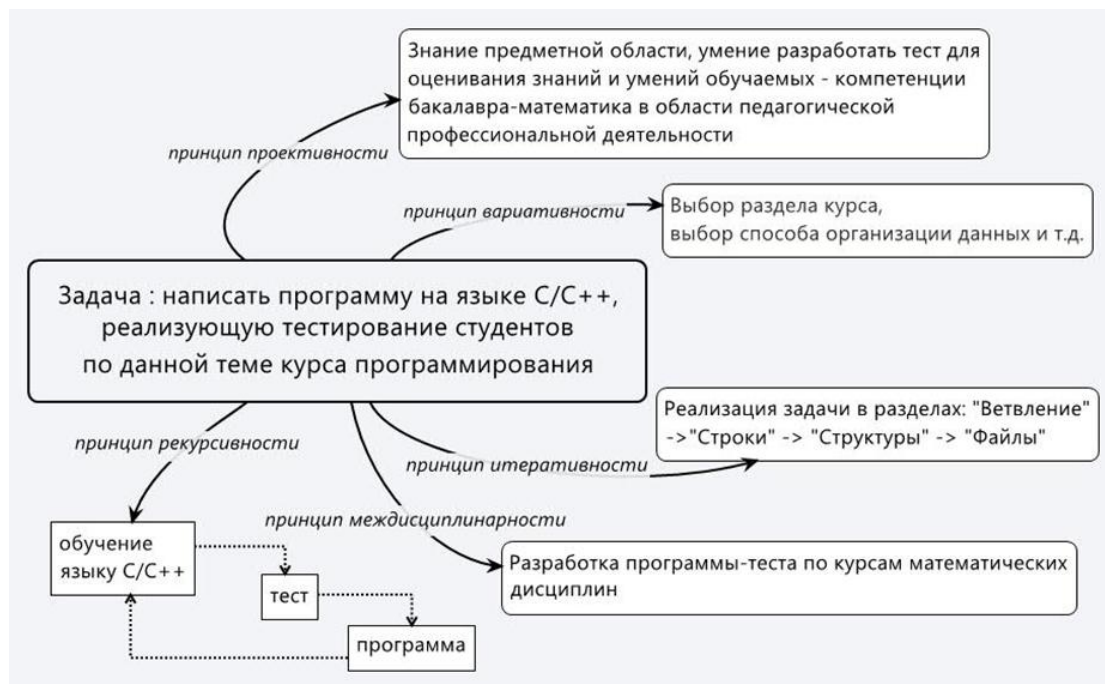 Знание предметной области, умение разработать тест для
оценивания знаний и умений обучаемых - компетенции
бакалавра-математика в области педагогической
профессиональной деятельности
принцип проективности
принцип вариативности
Выбор раздела курса,
выбор способа организации данных и т.д.
Задача : написать программу на языке C/C++,
реализующую тестирование студентов
по данной теме курса программирования
Реализация задачи в разделах: "Ветвление"
->"Строки" -> "Структуры" -> "Файлы"
принцип рекурсивности
принцип итеративности
принцип междисциплинарности
обучение
языку C/C++
Разработка программы-теста по курсам математических
дисциплин
тест
программа